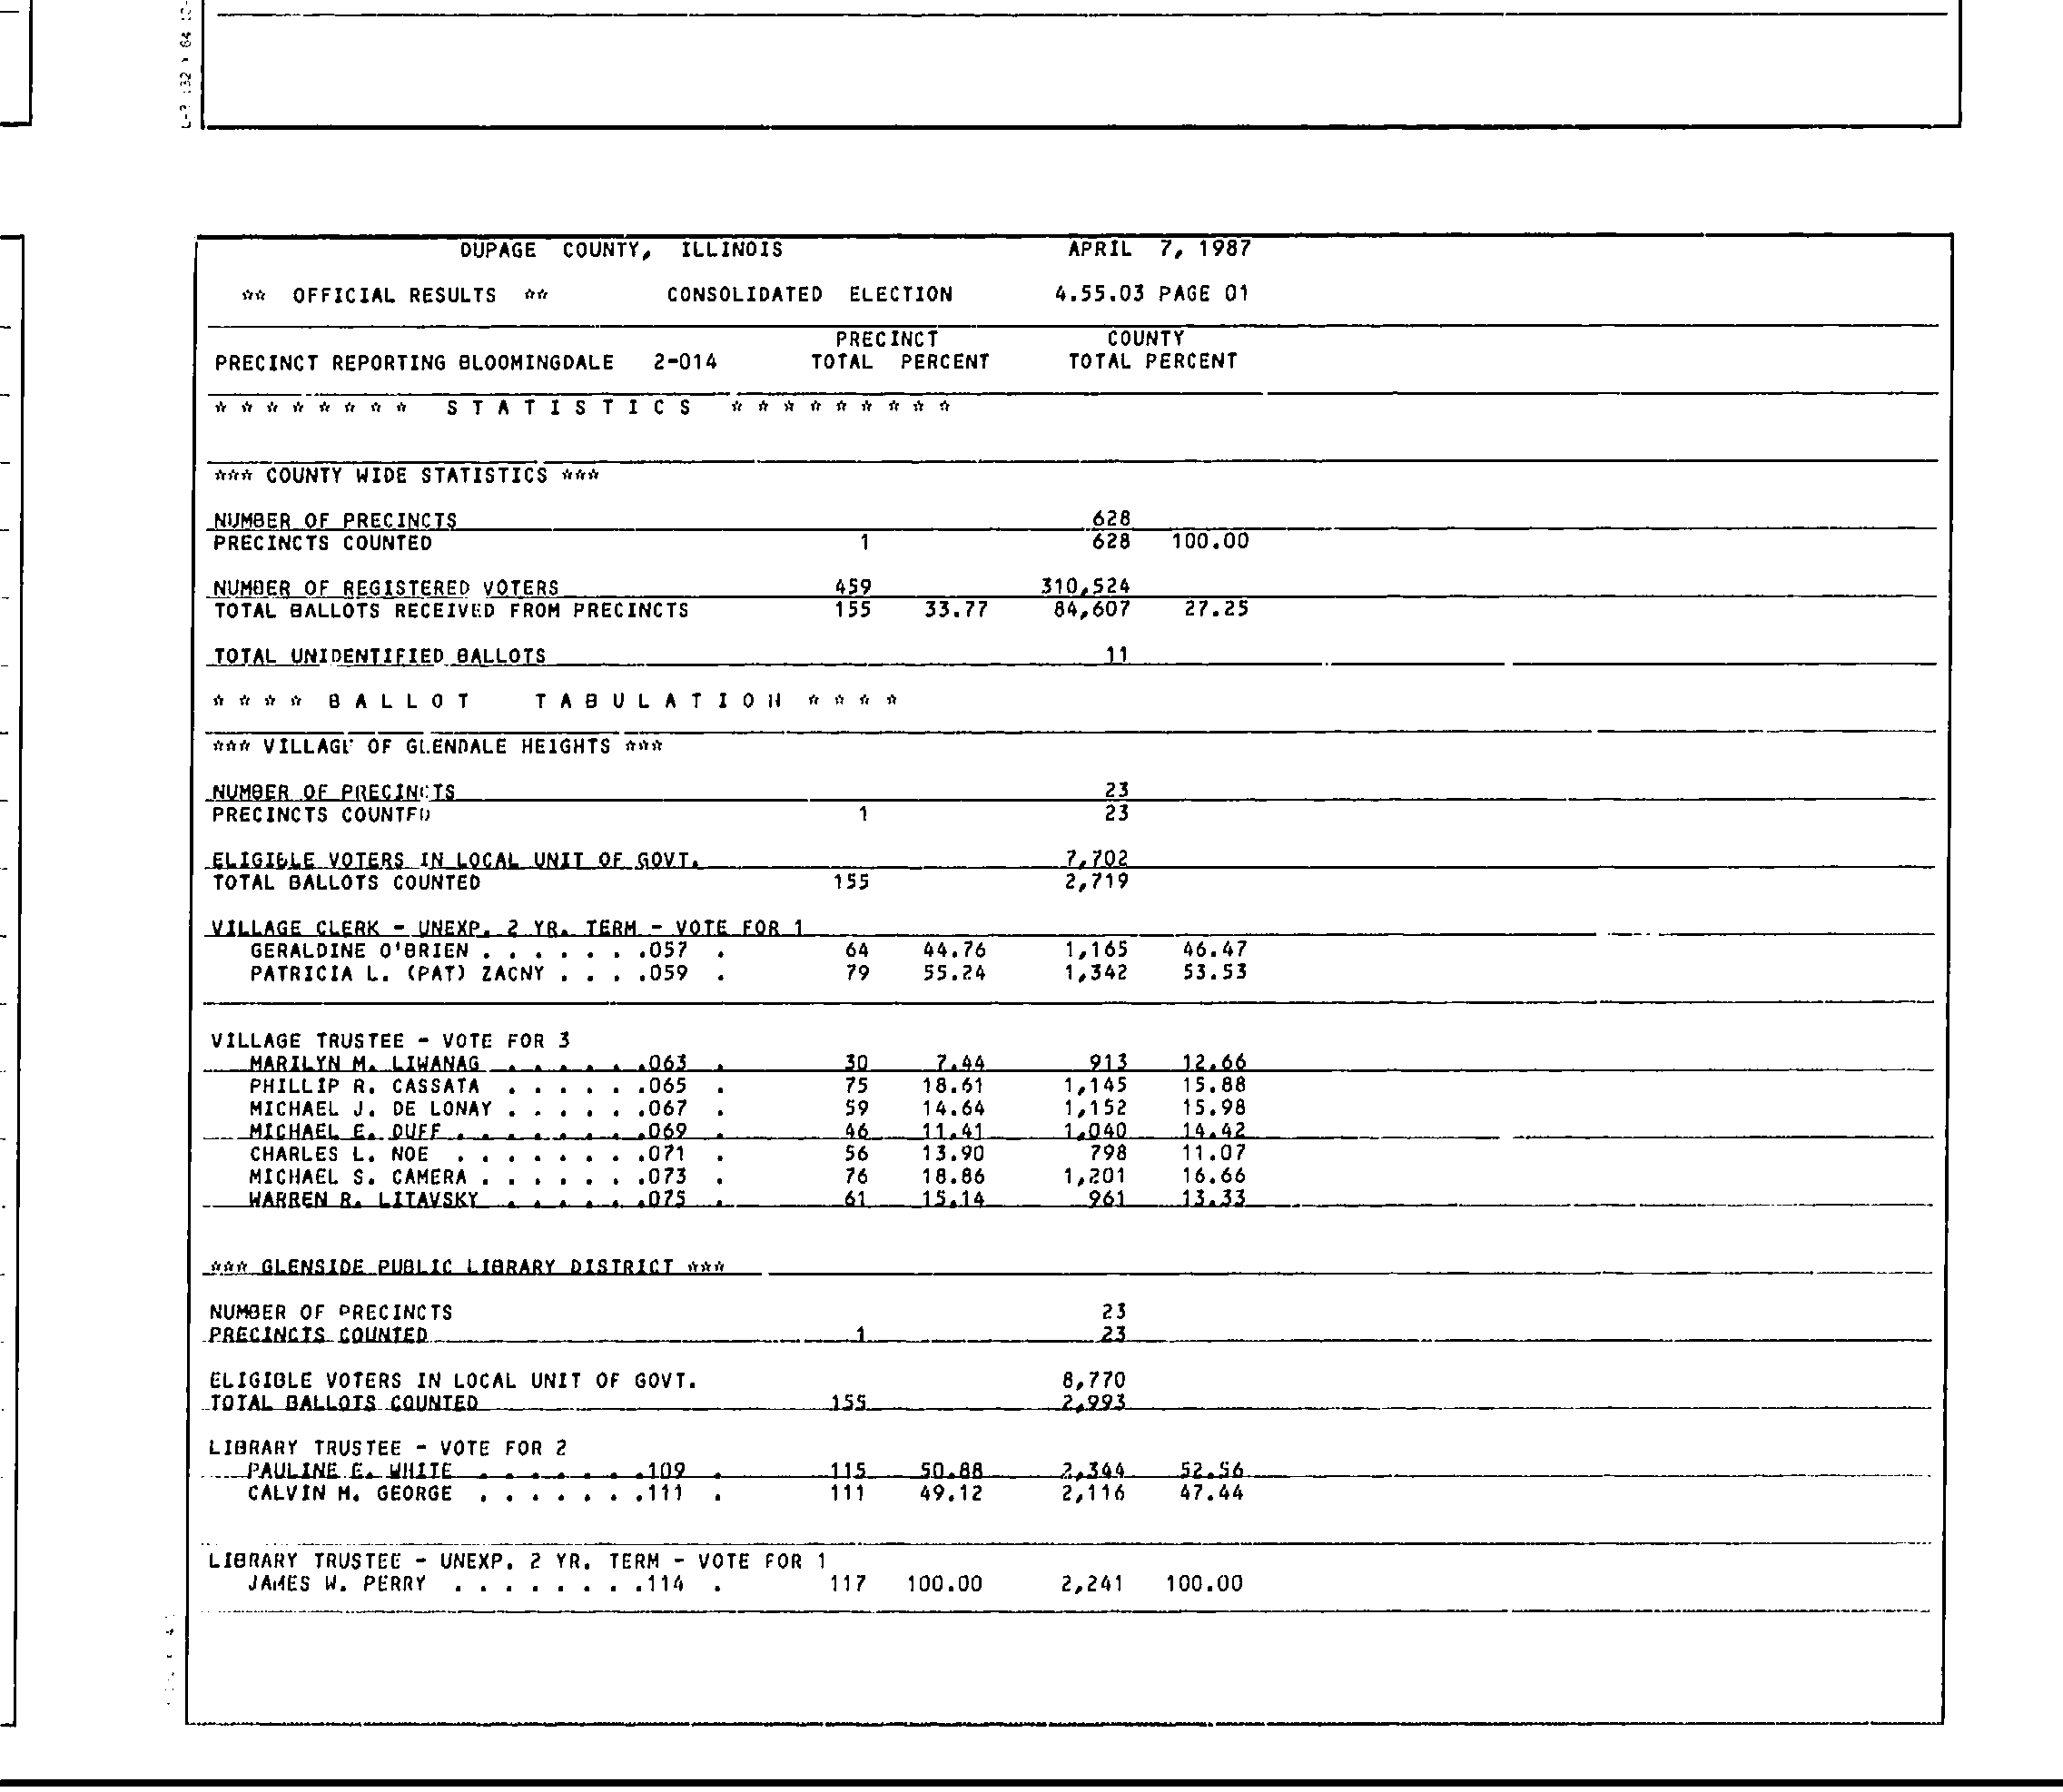 DUPAGE COUNTY, ILLINOIS APRIL 7, 1987
** OFFICIAL RESULTS ** CONSOLIDATED ELECTION 4.55.03 PAGE 01
PRECINCT COUNTY
PRECINCT REPORTING BLOOMINGDALE 2-014 TOTAL PERCENT TOTAL PERCENT
* * * * * * * * S T A T I S T I C S * * * * * * * * *
*** COUNTY WIDE STATISTICS ***
NUMBER OF PRECINCTS 628
PRECINCTS COUNTED 1 628 100.00
NUMBER OF REGISTERED VOTERS 459 310,524
TOTAL BALLOTS RECEIVED FROM PRECINCTS 155 33.77 84,607 27.25
TOTAL UNIDENTIFIED BALLOTS 11
* * * * B A L L O T T A B U L A T I O N * * * *
*** VILLAGE OF GLENDALE HEIGHTS ***
NUMBER OF PRECINCTS 23
PRECINCTS COUNTED 1 23
ELIGIBLE VOTERS IN LOCAL UNIT OF GOVT. 7,702
TOTAL BALLOTS COUNTED 155 2,719
VILLAGE CLERK - UNEXP. 2 YR. TERM - VOTE FOR 1
GERALDINE O'BRIEN . . . . . . .057 . 64 44.76 1,165 46.47
PATRICIA L. (PAT) ZACNY . . . .059 . 79 55.24 1,342 53.53
VILLAGE TRUSTEE - VOTE FOR 3
MARILYN M. LIWANAG . . . . . .063 . 30 7.44 913 12.66
PHILLIP R. CASSATA . . . . . .065 . 75 18.61 1,145 15.88
MICHAEL J. DE LONAY . . . . . .067 . 59 14.64 1,152 15.98
MICHAEL E. DUFF . . . . . . . .069 . 46 11.41 1,040 14.42
CHARLES L. NOE . . . . . . . .071 . 56 13.90 798 11.07
MICHAEL S. CAMERA . . . . . . .073 . 76 18.86 1,201 16.66
WARREN R. LITAVSKY . . . . . .075 . 61 15.14 961 13.33
*** GLENSIDE PUBLIC LIBRARY DISTRICT ***
NUMBER OF PRECINCTS 23
PRECINCTS COUNTED 1 23
ELIGIBLE VOTERS IN LOCAL UNIT OF GOVT. 8,770
TOTAL BALLOTS COUNTED 155 2,993
LIBRARY TRUSTEE - VOTE FOR 2
PAULINE E. WHITE . . . . . . .109 . 115 50.88 2,344 52.56
CALVIN M. GEORGE . . . . . . .111 . 111 49.12 2,116 47.44
LIBRARY TRUSTEE - UNEXP. 2 YR. TERM - VOTE FOR 1
JAMES W. PERRY . . . . . . . .114 . 117 100.00 2,241 100.00